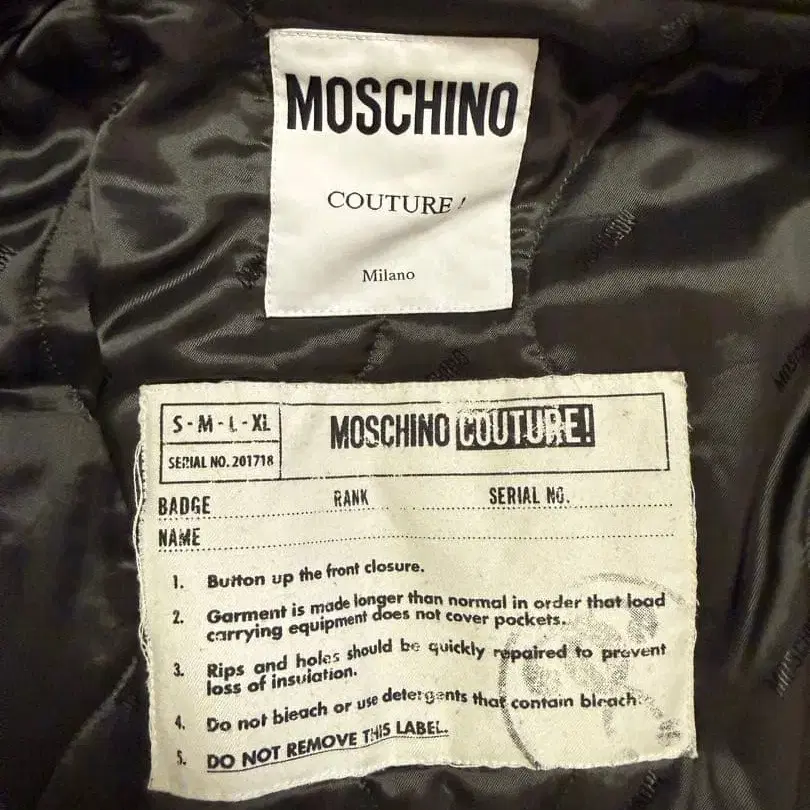 MOSCHINO
COUTURE !
Milano
S - M - L - XL
SERIAL NO. 201718
MOSCHINO COUTURE!
BADGE RANK SERIAL NO.
NAME
1. Button up the front closure.
2. Garment is made longer than normal in order that load
carrying equipment does not cover pockets.
3. Rips and holes should be quickly repaired to prevent
loss of insulation.
4. Do not bleach or use detergents that contain bleach.
5. DO NOT REMOVE THIS LABEL.